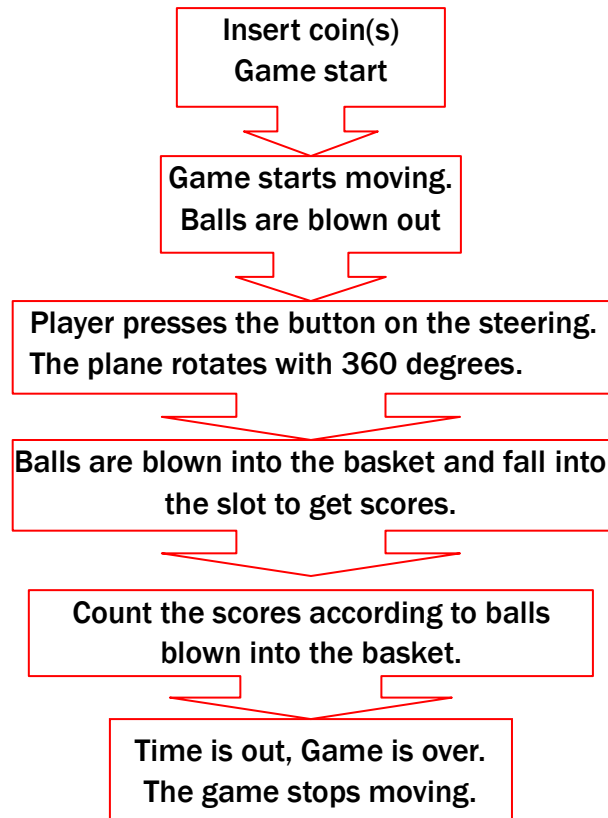 Insert coin(s)
Game start
Game starts moving.
Balls are blown out
Player presses the button on the steering.
The plane rotates with 360 degrees.
Balls are blown into the basket and fall into
the slot to get scores.
Count the scores according to balls
blown into the basket.
Time is out, Game is over.
The game stops moving.